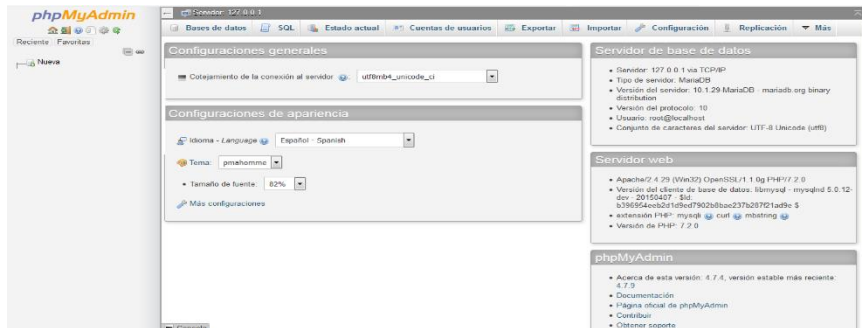 phpMyAdmin
Reciente Favoritas
Nueva
Servidor: 127.0.0.1
Bases de datos SQL Estado actual Cuentas de usuarios Exportar Importar Configuración Replicación Más
Configuraciones generales
Cotejamiento de la conexión al servidor : utf8mb4_unicode_ci
Configuraciones de apariencia
Idioma - Language Español - Spanish
Tema: pmahomme
Tamaño de fuente: 82%
Más configuraciones
Servidor de base de datos
Servidor: 127.0.0.1 via TCP/IP
Tipo de servidor: MariaDB
Versión del servidor: 10.1.29-MariaDB - mariadb.org binary
distribution
Versión del protocolo: 10
Usuario: root@localhost
Conjunto de caracteres del servidor: UTF-8 Unicode (utf8)
Servidor web
Apache/2.4.29 (Win32) OpenSSL/1.1.0g PHP/7.2.0
Versión del cliente de base de datos: libmysql - mysqlnd 5.0.12-
dev - 20150407 - $Id:
b396954eeb2d1d9ed7902b8bae237b287f21ad9e $
extensión PHP: mysqli curl mbstring
Versión de PHP: 7.2.0
phpMyAdmin
Acerca de esta versión: 4.7.4, versión estable más reciente:
4.7.9
Documentación
Página oficial de phpMyAdmin
Contribuir
Obtener soporte
Consola